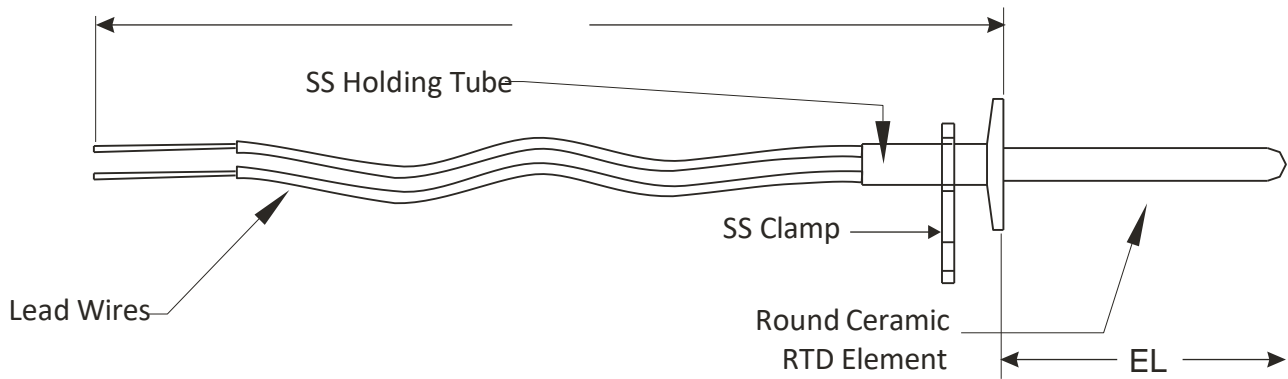 SS Holding Tube
SS Clamp
Lead Wires
Round Ceramic
RTD Element
EL